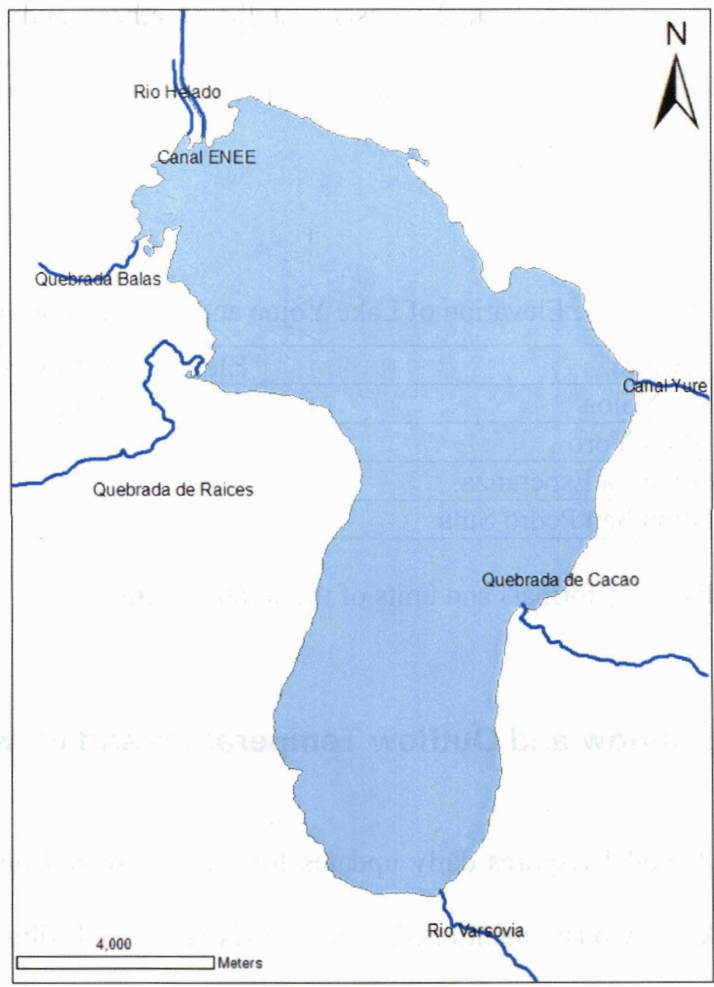 N
Rio Helado
Canal ENEE
Quebrada Balas
Canal Yure
Quebrada de Raices
Quebrada de Cacao
Rio Varsovia
4,000
Meters